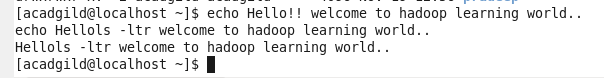 [acadgild@localhost ~]$ echo Hello!! welcome to hadoop learning world..
echo Hellols -ltr welcome to hadoop learning world..
Hellols -ltr welcome to hadoop learning world..
[acadgild@localhost ~]$